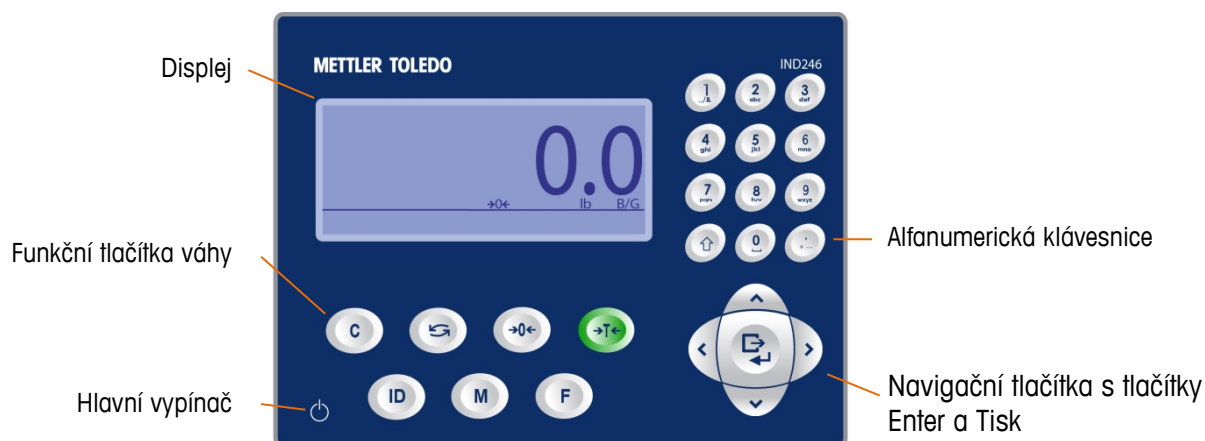 Displej
METTLER TOLEDO
IND246
0.0
→0← lb B/G
1 .,/& 2 abc 3 def
4 ghi 5 jkl 6 mno
7 pqrs 8 tuv 9 wxyz
0
Alfanumerická klávesnice
Funkční tlačítka váhy
C →0← →T←
ID M F
Hlavní vypínač
Navigační tlačítka s tlačítky
Enter a Tisk